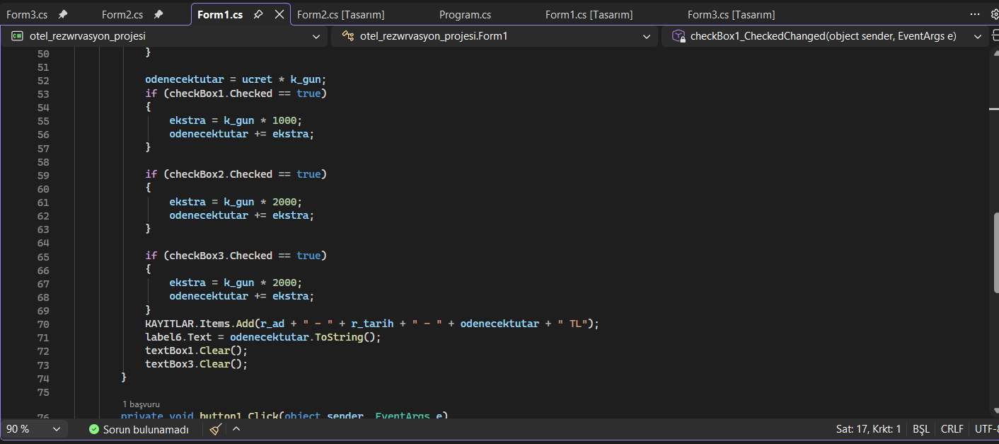 Form3.cs Form2.cs Form1.cs Form2.cs [Tasarım] Program.cs Form1.cs [Tasarım] Form3.cs [Tasarım]
C# otel_rezwrvasyon_projesi otel_rezwrvasyon_projesi.Form1 checkBox1_CheckedChanged(object sender, EventArgs e)
50 }
51
52 odenecektutar = ucret * k_gun;
53 if (checkBox1.Checked == true)
54 {
55 ekstra = k_gun * 1000;
56 odenecektutar += ekstra;
57 }
58
59 if (checkBox2.Checked == true)
60 {
61 ekstra = k_gun * 2000;
62 odenecektutar += ekstra;
63 }
64
65 if (checkBox3.Checked == true)
66 {
67 ekstra = k_gun * 2000;
68 odenecektutar += ekstra;
69 }
70 KAYITLAR.Items.Add(r_ad + " - " + r_tarih + " - " + odenecektutar + " TL");
71 label6.Text = odenecektutar.ToString();
72 textBox1.Clear();
73 textBox3.Clear();
74 }
75
1 başvuru
76 private void button1_Click(object sender, EventArgs e)
90 % Sorun bulunamadı Sat: 17, Krkt: 1 BŞL CRLF UTF-8